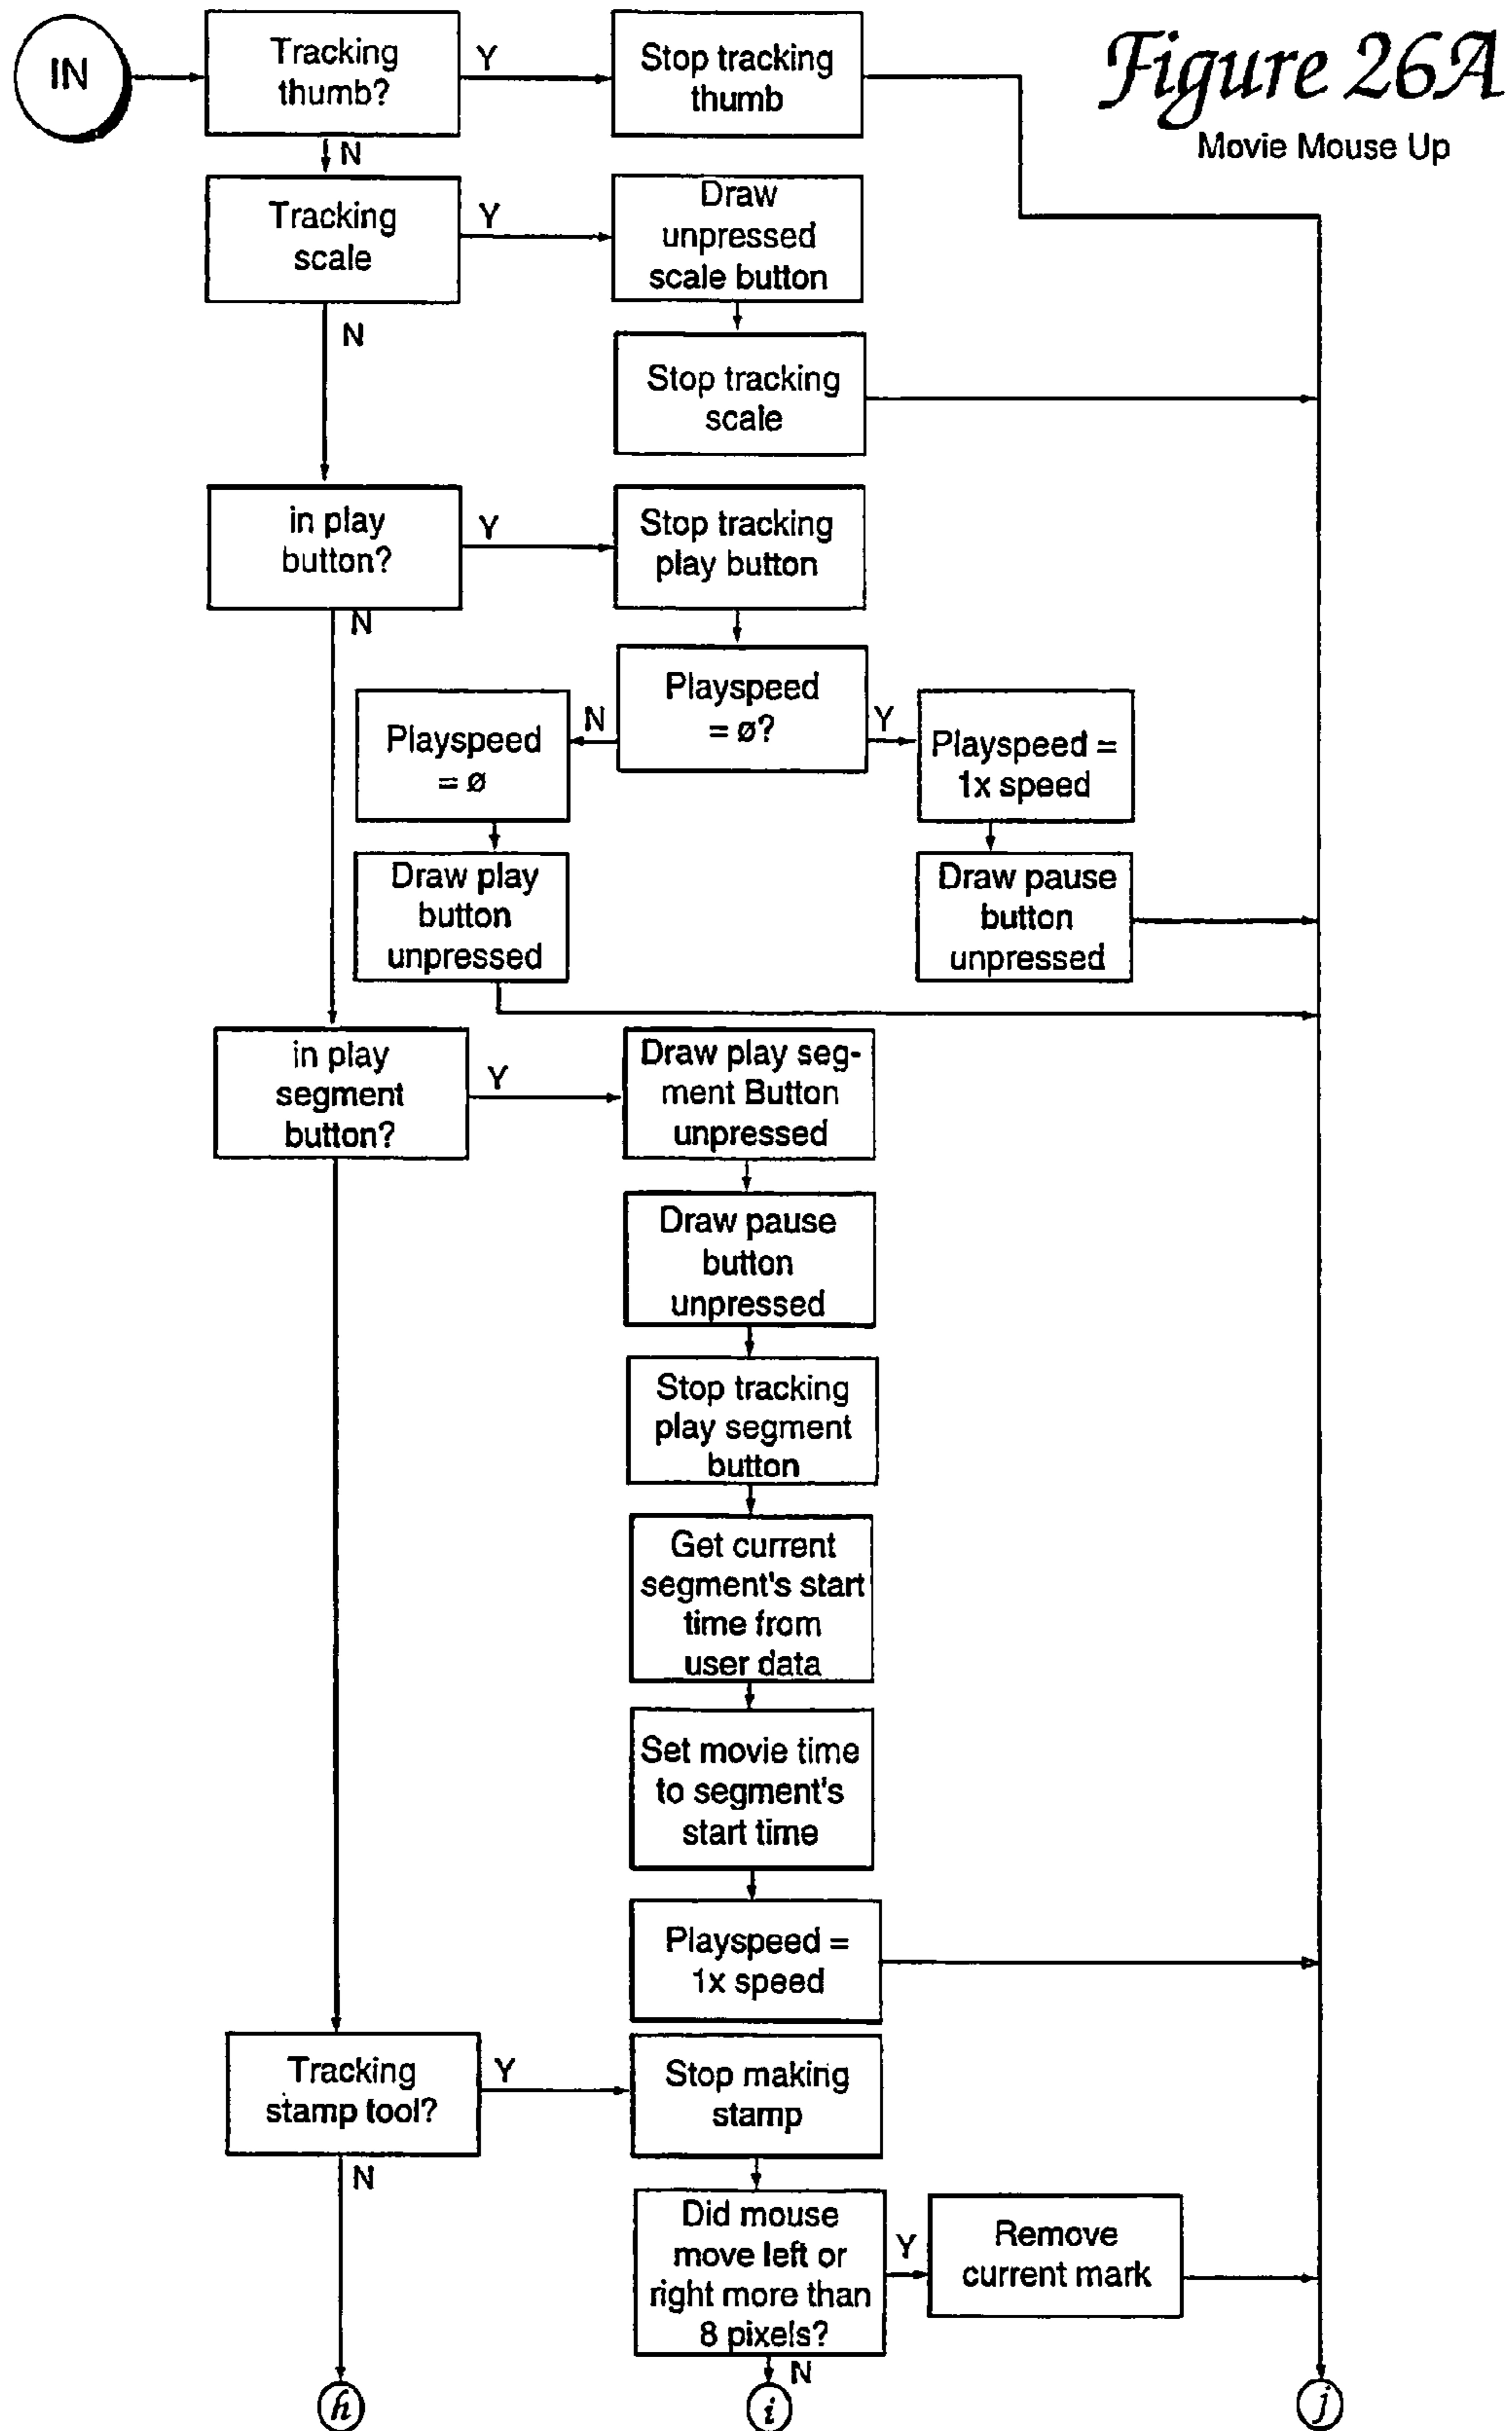 Figure 26A
Movie Mouse Up
IN
Tracking
thumb?
Y
Stop tracking
thumb
N
Tracking
scale
Y
Draw
unpressed
scale button
N
Stop tracking
scale
in play
button?
Y
Stop tracking
play button
N
Playspeed
= ø?
N
Y
Playspeed
= ø
Playspeed =
1x speed
Draw play
button
unpressed
Draw pause
button
unpressed
in play
segment
button?
Y
Draw play seg-
ment Button
unpressed
Draw pause
button
unpressed
Stop tracking
play segment
button
Get current
segment's start
time from
user data
Set movie time
to segment's
start time
Playspeed =
1x speed
Tracking
stamp tool?
Y
Stop making
stamp
N
Did mouse
move left or
right more than
8 pixels?
Y
Remove
current mark
N
h
i
j